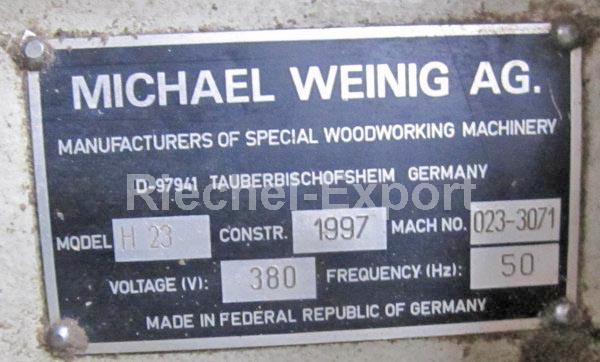 MICHAEL WEINIG AG.
MANUFACTURERS OF SPECIAL WOODWORKING MACHINERY
D-97941 TAUBERBISCHOFSHEIM GERMANY
Riechel-Export
MODEL H 23 CONSTR. 1997 MACH NO. 023-3071
VOLTAGE (V): 380 FREQUENCY (Hz): 50
MADE IN FEDERAL REPUBLIC OF GERMANY